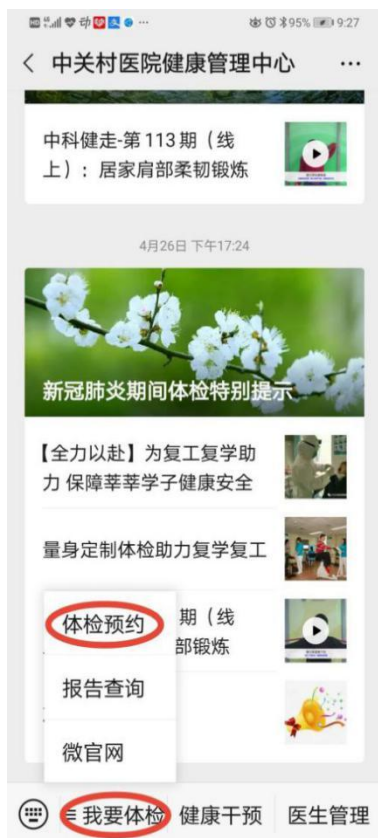 95% 9:27
中关村医院健康管理中心
中科健走-第 113 期（线
上）：居家肩部柔韧锻炼
4月26日 下午17:24
新冠肺炎期间体检特别提示
【全力以赴】为复工复学助
力 保障莘莘学子健康安全
量身定制体检助力复学复工
期（线
部锻炼
体检预约
报告查询
微官网
我要体检
健康干预
医生管理